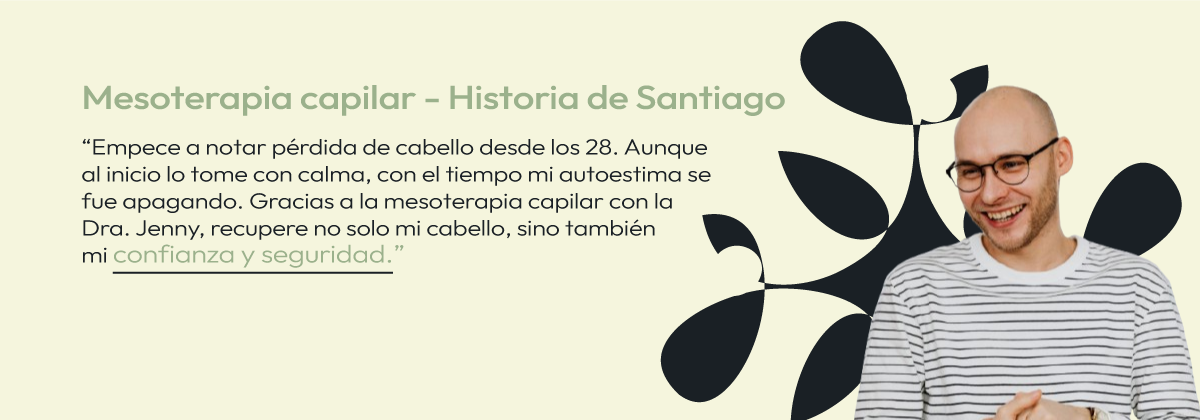 Mesoterapia capilar - Historia de Santiago
“Empece a notar pérdida de cabello desde los 28. Aunque
al inicio lo tome con calma, con el tiempo mi autoestima se
fue apagando. Gracias a la mesoterapia capilar con la
Dra. Jenny, recupere no solo mi cabello, sino también
mi confianza y seguridad.”